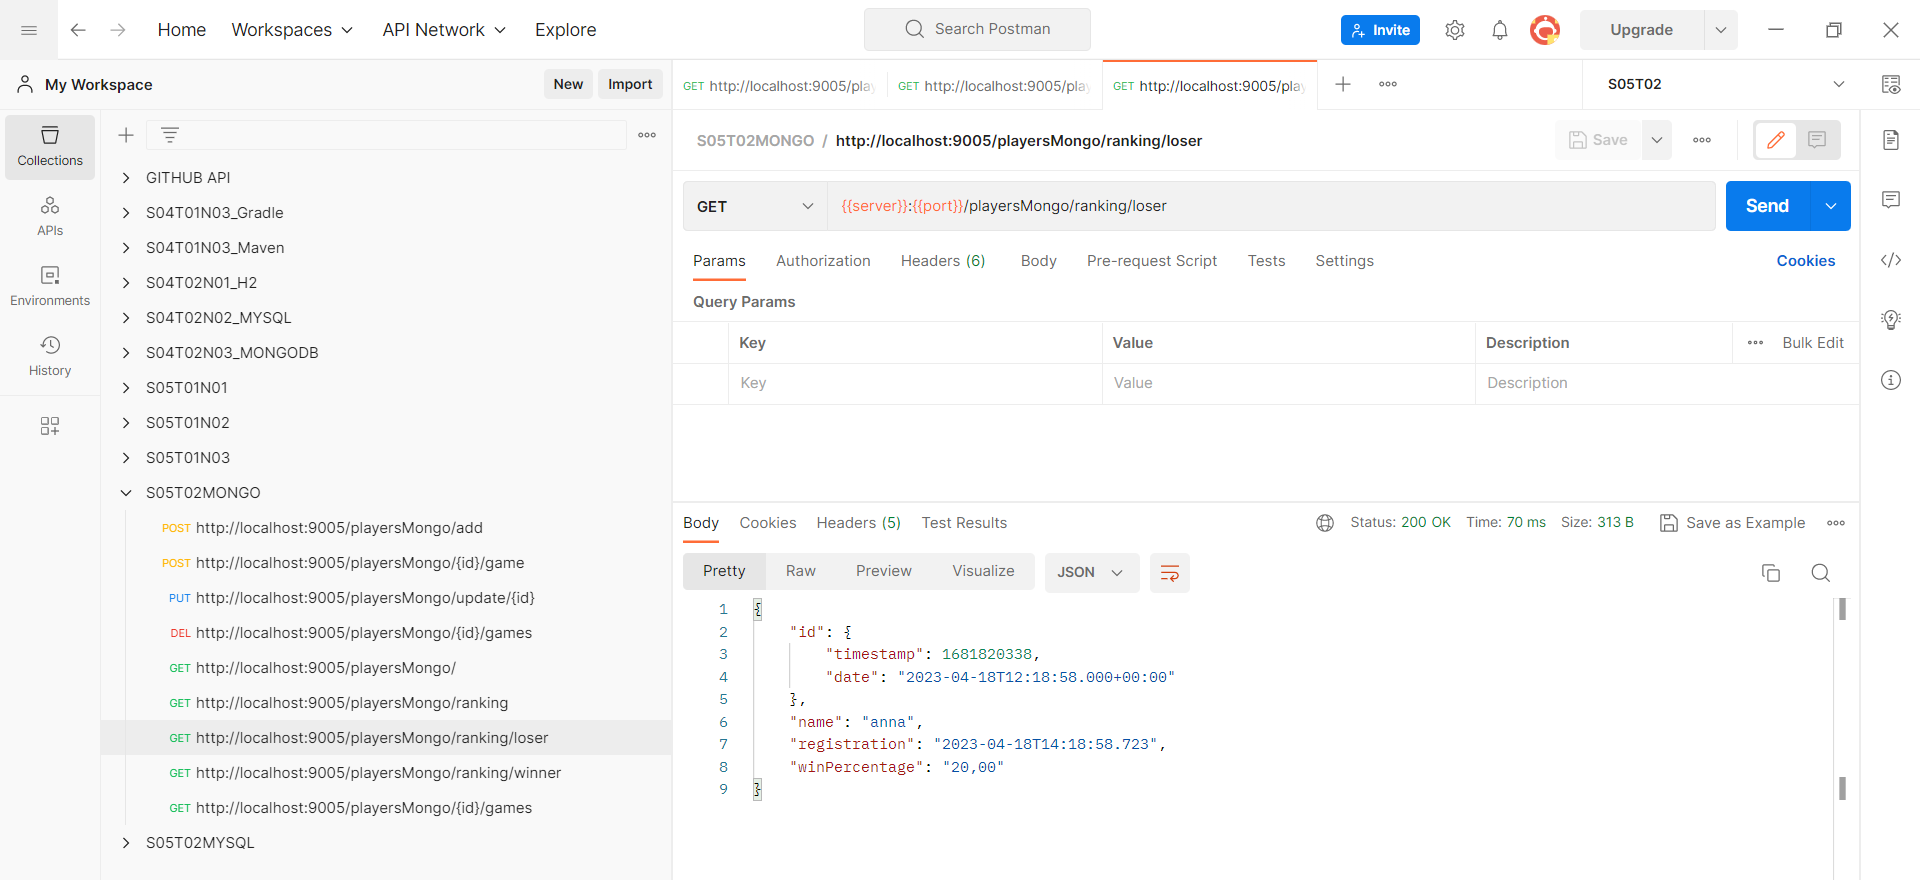 Home
Workspaces
API Network
Explore
Search Postman
Invite
Upgrade
My Workspace
New
Import
GET http://localhost:9005/pla
GET http://localhost:9005/pla
GET http://localhost:9005/pla
S05T02
Collections
APIs
Environments
History
GITHUB API
S04T01N03_Gradle
S04T01N03_Maven
S04T02N01_H2
S04T02N02_MYSQL
S04T02N03_MONGODB
S05T01N01
S05T01N02
S05T01N03
S05T02MONGO
POST http://localhost:9005/playersMongo/add
POST http://localhost:9005/playersMongo/{id}/game
PUT http://localhost:9005/playersMongo/update/{id}
DEL http://localhost:9005/playersMongo/{id}/games
GET http://localhost:9005/playersMongo/
GET http://localhost:9005/playersMongo/ranking
GET http://localhost:9005/playersMongo/ranking/loser
GET http://localhost:9005/playersMongo/ranking/winner
GET http://localhost:9005/playersMongo/{id}/games
S05T02MYSQL
S05T02MONGO / http://localhost:9005/playersMongo/ranking/loser
Save
GET
{{server}}:{{port}}/playersMongo/ranking/loser
Send
Params
Authorization
Headers (6)
Body
Pre-request Script
Tests
Settings
Cookies
Query Params
Key
Value
Description
Bulk Edit
Key
Value
Description
Body
Cookies
Headers (5)
Test Results
Status: 200 OK
Time: 70 ms
Size: 313 B
Save as Example
Pretty
Raw
Preview
Visualize
JSON
1 {
2 "id": {
3 "timestamp": 1681820338,
4 "date": "2023-04-18T12:18:58.000+00:00"
5 },
6 "name": "anna",
7 "registration": "2023-04-18T14:18:58.723",
8 "winPercentage": "20,00"
9 }